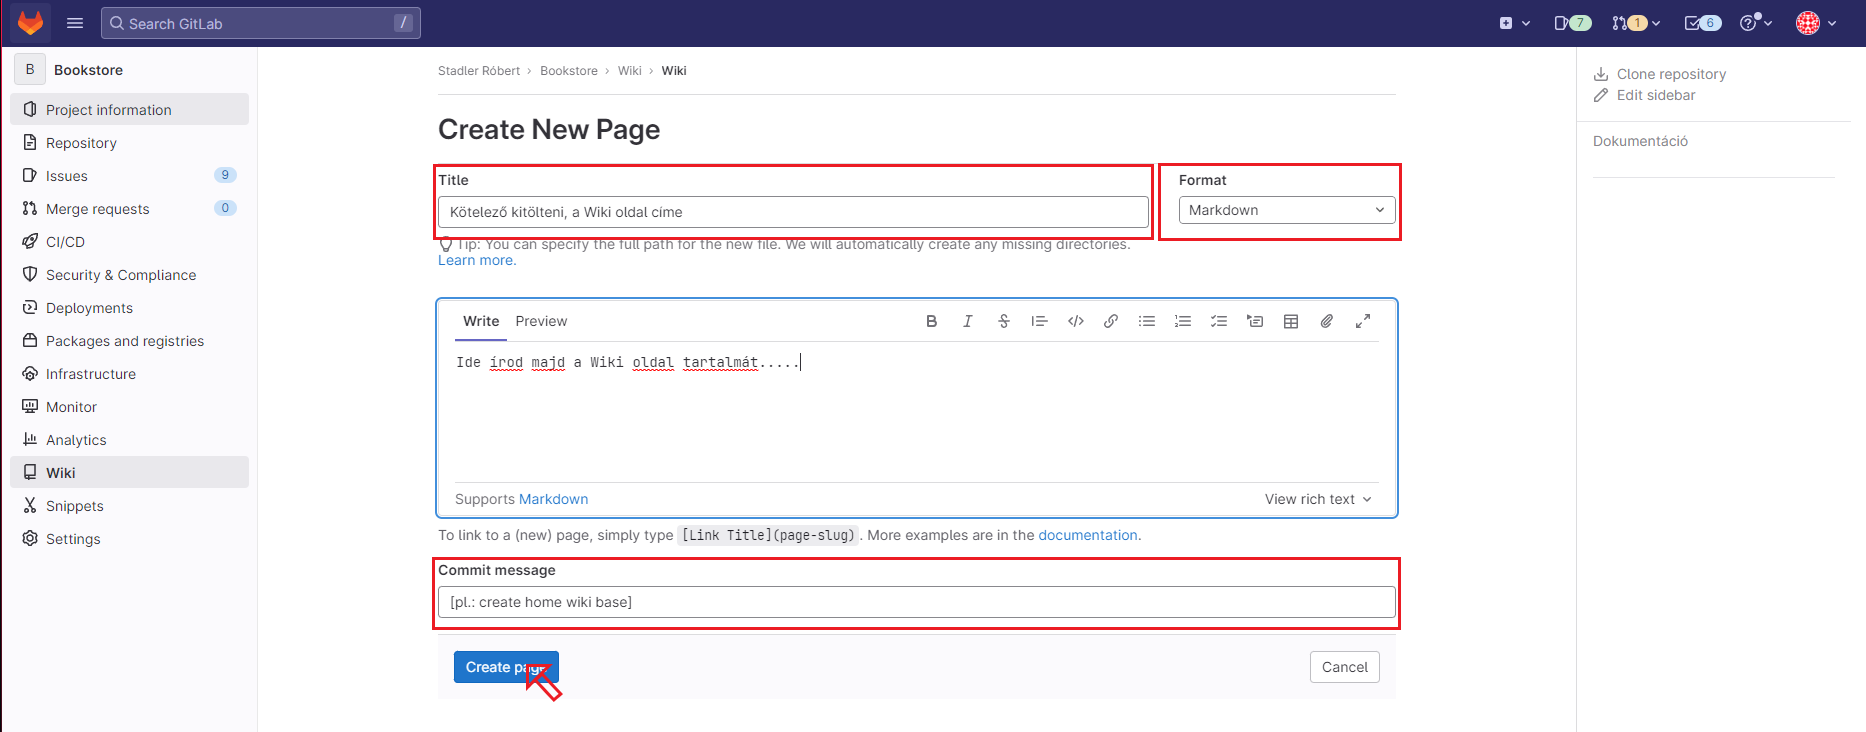 Search GitLab
/
7
1
6
B
Bookstore
Project information
Repository
Issues
9
Merge requests
0
CI/CD
Security & Compliance
Deployments
Packages and registries
Infrastructure
Monitor
Analytics
Wiki
Snippets
Settings
Stadler Róbert › Bookstore › Wiki › Wiki
Create New Page
Title
Kötelező kitölteni, a Wiki oldal címe
Format
Markdown
Tip: You can specify the full path for the new file. We will automatically create any missing directories.
Learn more.
Write
Preview
Ide írod majd a Wiki oldal tartalmát.....
Supports Markdown
View rich text
To link to a (new) page, simply type [Link Title](page-slug). More examples are in the documentation.
Commit message
[pl.: create home wiki base]
Create page
Cancel
Clone repository
Edit sidebar
Dokumentáció